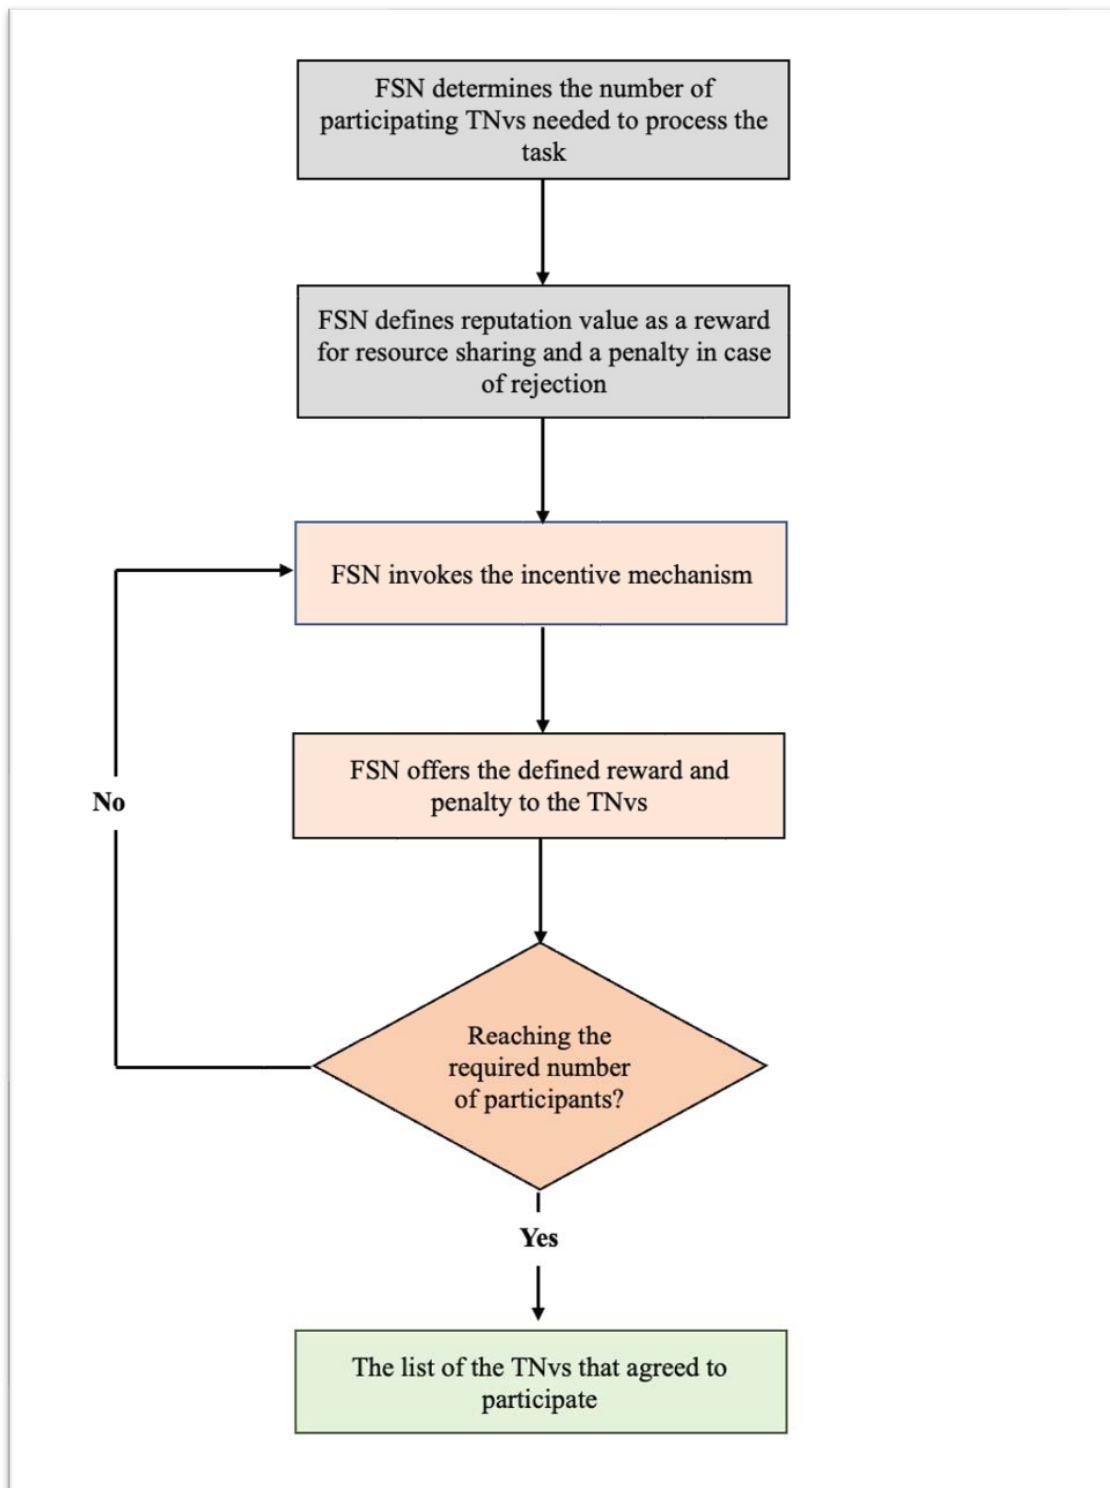 FSN determines the number of
participating TNvs needed to process the
task
FSN defines reputation value as a reward
for resource sharing and a penalty in case
of rejection
FSN invokes the incentive mechanism
FSN offers the defined reward and
penalty to the TNvs
No
Reaching the
required number
of participants?
Yes
The list of the TNvs that agreed to
participate